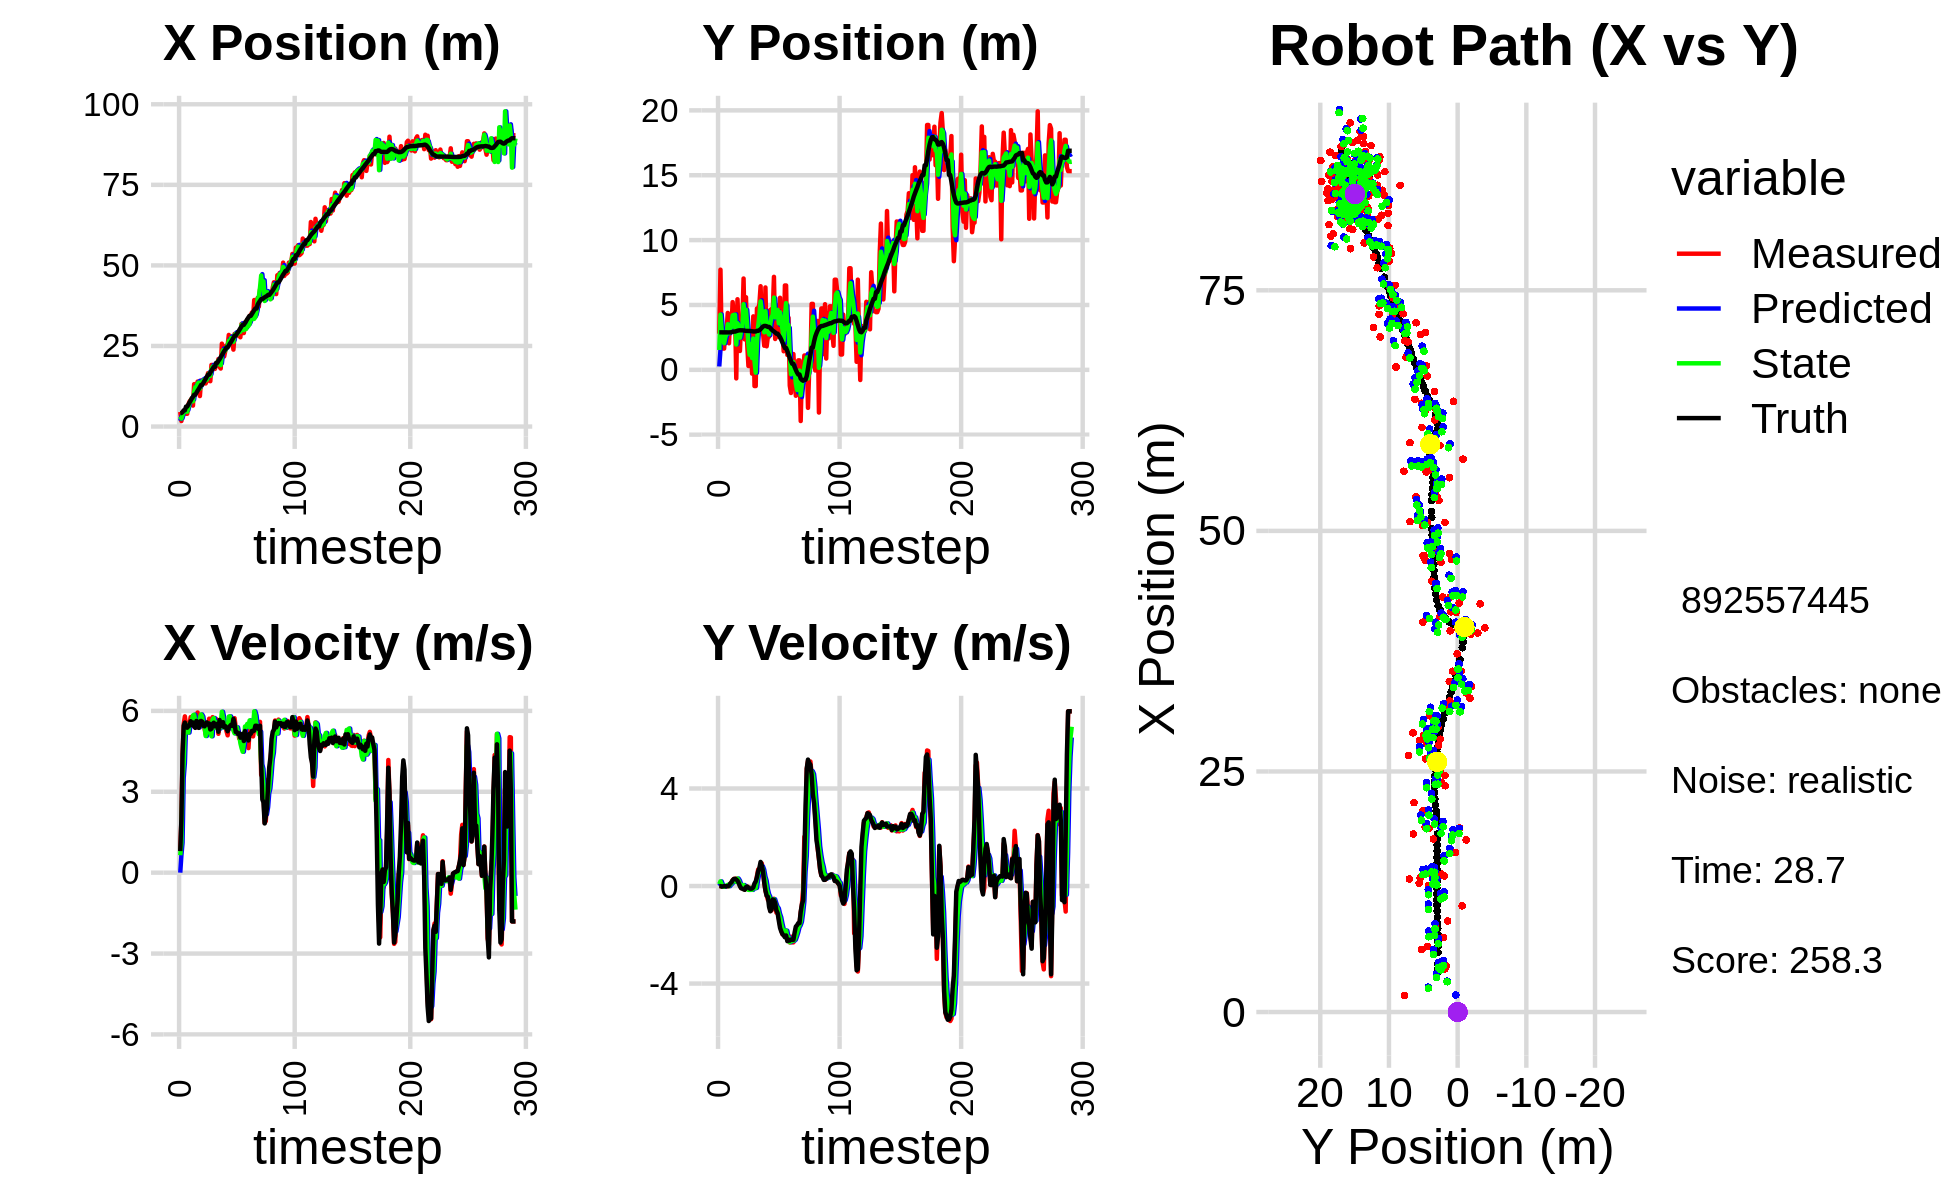 X Position (m)
100
75
50
25
0
0
100
200
300
timestep
Y Position (m)
20
15
10
5
0
-5
0
100
200
300
timestep
X Velocity (m/s)
6
3
0
-3
-6
0
100
200
300
timestep
Y Velocity (m/s)
4
0
-4
0
100
200
300
timestep
Robot Path (X vs Y)
X Position (m)
75
50
25
0
20 10 0 -10 -20
Y Position (m)
variable
Measured
Predicted
State
Truth
892557445
Obstacles: none
Noise: realistic
Time: 28.7
Score: 258.3